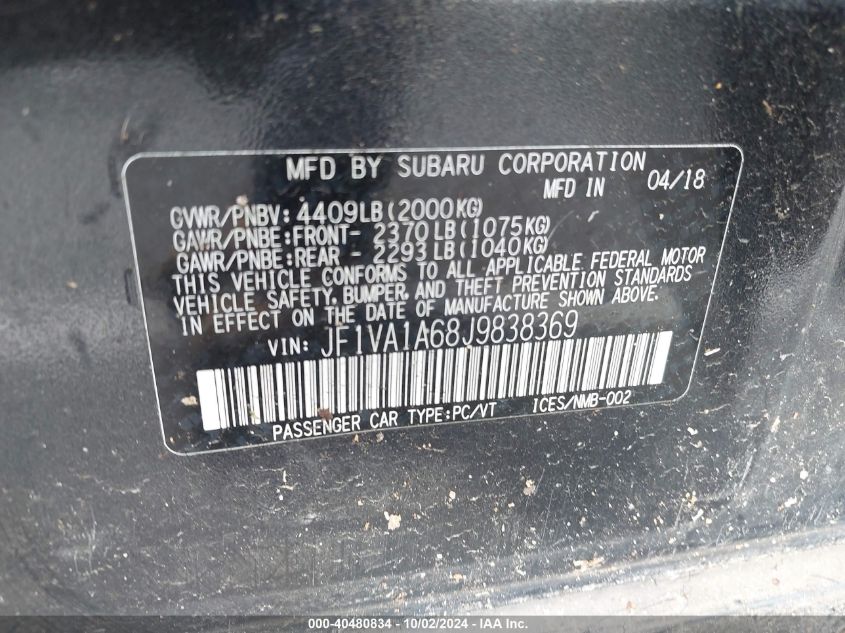 MFD BY SUBARU CORPORATION
MFD IN 04/18
GVWR/PNBV: 4409LB(2000KG)
GAWR/PNBE:FRONT- 2370LB(1075KG)
GAWR/PNBE:REAR - 2293LB(1040KG)
THIS VEHICLE CONFORMS TO ALL APPLICABLE FEDERAL MOTOR
VEHICLE SAFETY, BUMPER, AND THEFT PREVENTION STANDARDS
IN EFFECT ON THE DATE OF MANUFACTURE SHOWN ABOVE.
VIN: JF1VA1A68J9838369
PASSENGER CAR TYPE:PC/VT ICES/NMB-002
000-40480834 - 10/02/2024 - IAA Inc.